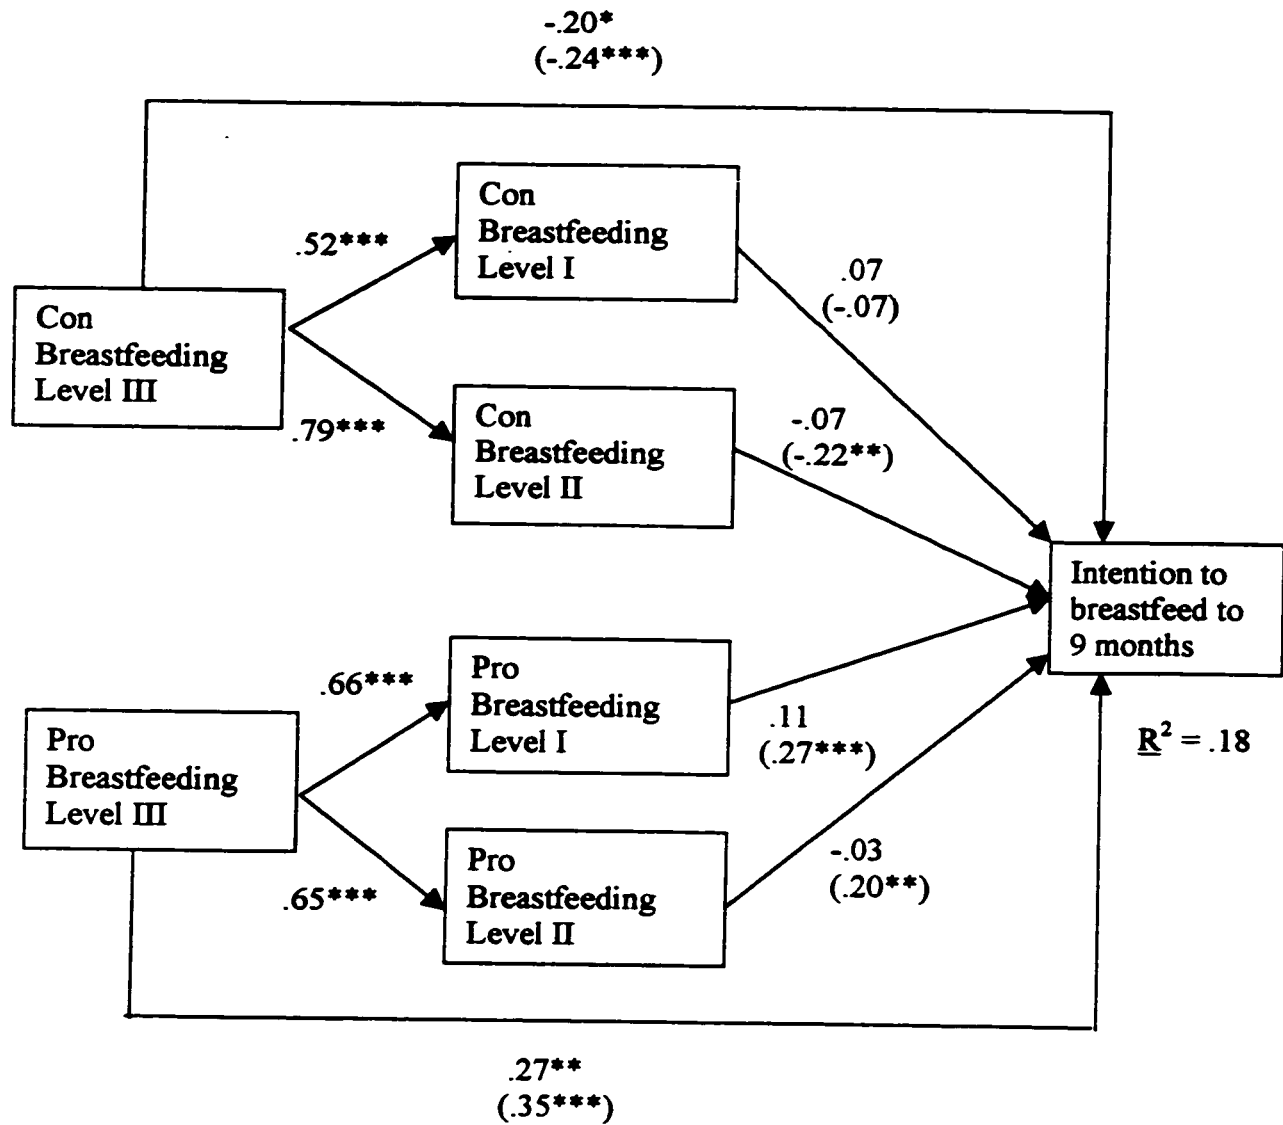 -.20*
(-.24***)
Con
Breastfeeding
Level I
.52***
.07
(-.07)
Con
Breastfeeding
Level III
.79***
Con
Breastfeeding
Level II
-.07
(-.22**)
Intention to
breastfeed to
9 months
.66***
Pro
Breastfeeding
Level I
.11
(.27***)
R² = .18
Pro
Breastfeeding
Level III
.65***
Pro
Breastfeeding
Level II
-.03
(.20**)
.27**
(.35***)